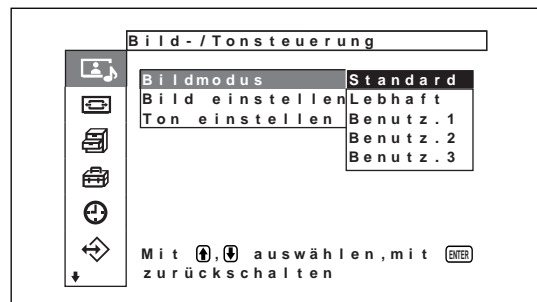 Bild-/Tonsteuerung
Bildmodus Standard
Bild einstellen Lebhaft
Ton einstellen Benutz.1
Benutz.2
Benutz.3
Mit ↑,↓ auswählen,mit ENTER
zurückschalten